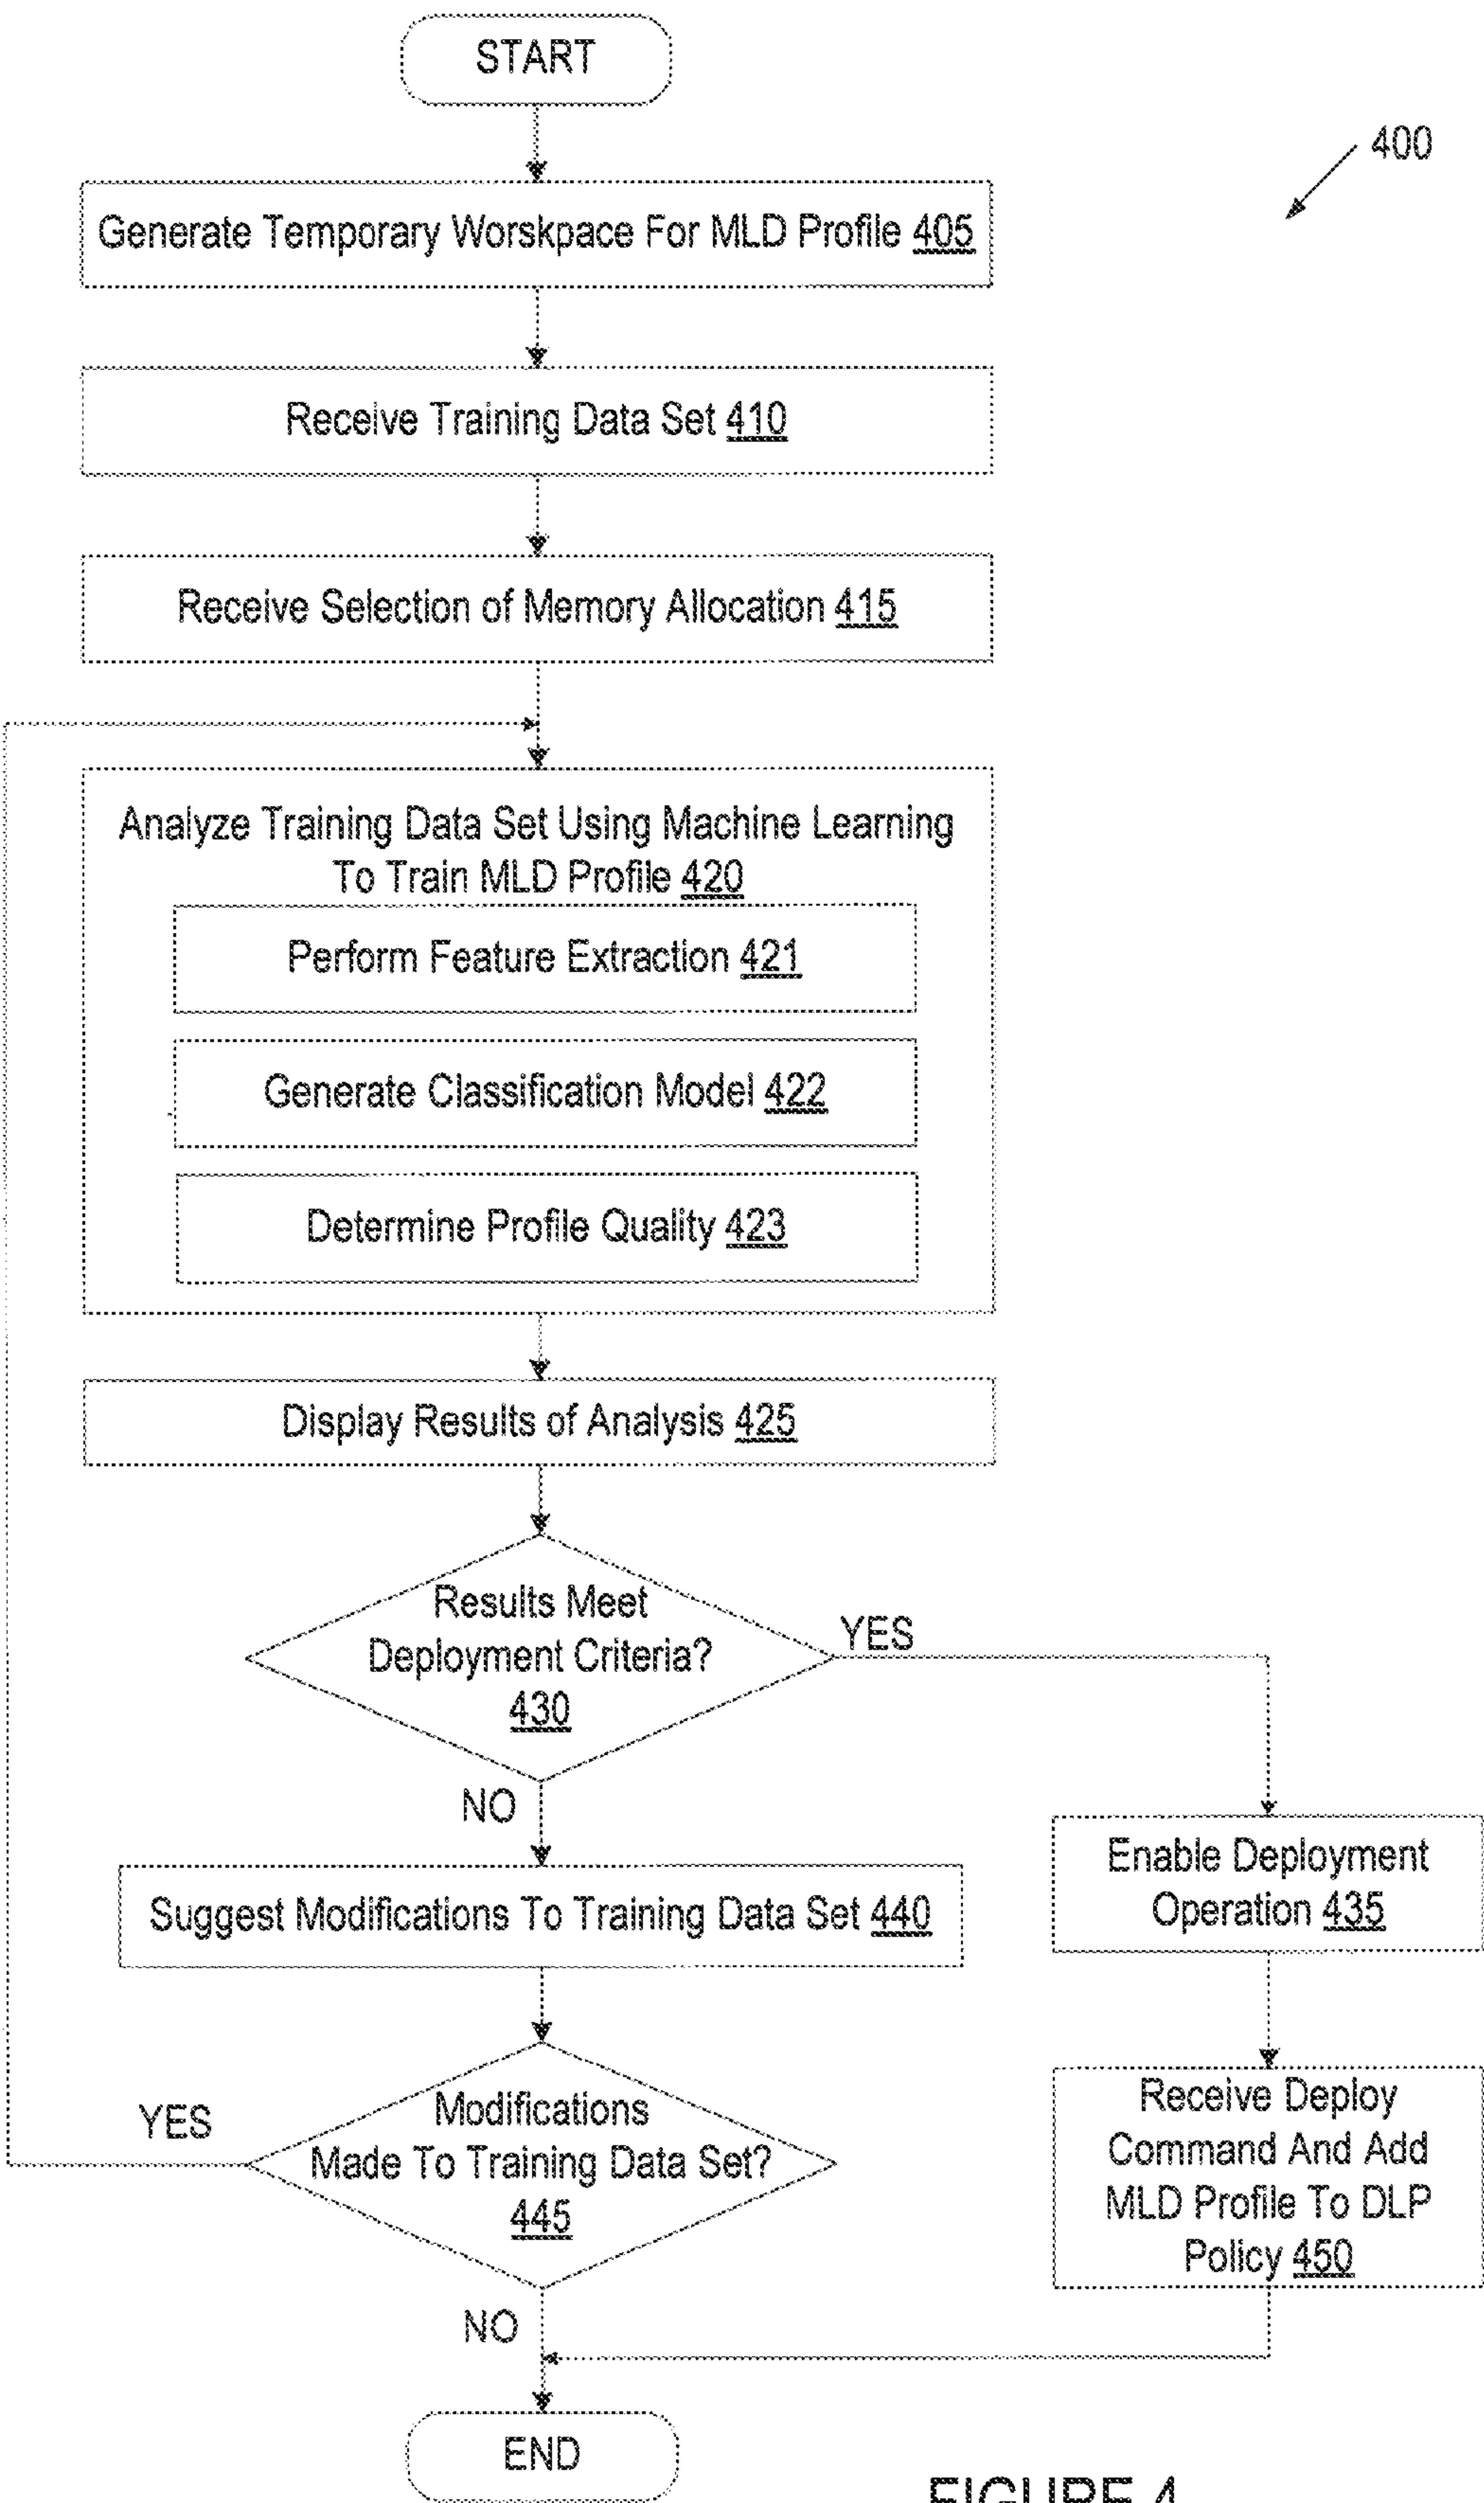 START
400
Generate Temporary Worskpace For MLD Profile 405
Receive Training Data Set 410
Receive Selection of Memory Allocation 415
Analyze Training Data Set Using Machine Learning
To Train MLD Profile 420
Perform Feature Extraction 421
Generate Classification Model 422
Determine Profile Quality 423
Display Results of Analysis 425
Results Meet
Deployment Criteria?
430
YES
NO
Enable Deployment
Operation 435
Suggest Modifications To Training Data Set 440
Modifications
Made To Training Data Set?
445
YES
NO
Receive Deploy
Command And Add
MLD Profile To DLP
Policy 450
END
FIGURE 4